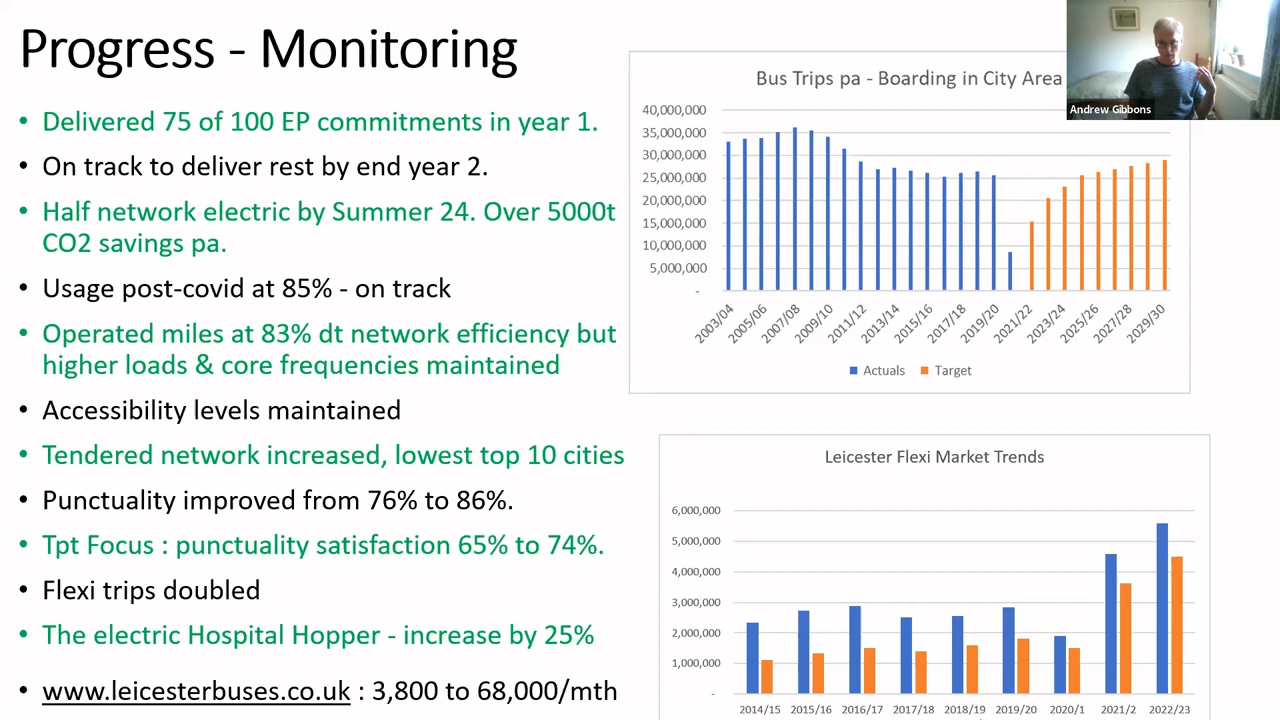 Progress - Monitoring
• Delivered 75 of 100 EP commitments in year 1.
• On track to deliver rest by end year 2.
• Half network electric by Summer 24. Over 5000t
CO2 savings pa.
• Usage post-covid at 85% - on track
• Operated miles at 83% dt network efficiency but
higher loads & core frequencies maintained
• Accessibility levels maintained
• Tendered network increased, lowest top 10 cities
• Punctuality improved from 76% to 86%.
• Tpt Focus : punctuality satisfaction 65% to 74%.
• Flexi trips doubled
• The electric Hospital Hopper - increase by 25%
• www.leicesterbuses.co.uk : 3,800 to 68,000/mth
Andrew Gibbons
Bus Trips pa - Boarding in City Area
40,000,000
35,000,000
30,000,000
25,000,000
20,000,000
15,000,000
10,000,000
5,000,000
-
2003/04 2005/06 2007/08 2009/10 2011/12 2013/14 2015/16 2017/18 2019/20 2021/22 2023/24 2025/26 2027/28 2029/30
Actuals Target
Leicester Flexi Market Trends
6,000,000
5,000,000
4,000,000
3,000,000
2,000,000
1,000,000
-
2014/15 2015/16 2016/17 2017/18 2018/19 2019/20 2020/1 2021/2 2022/23